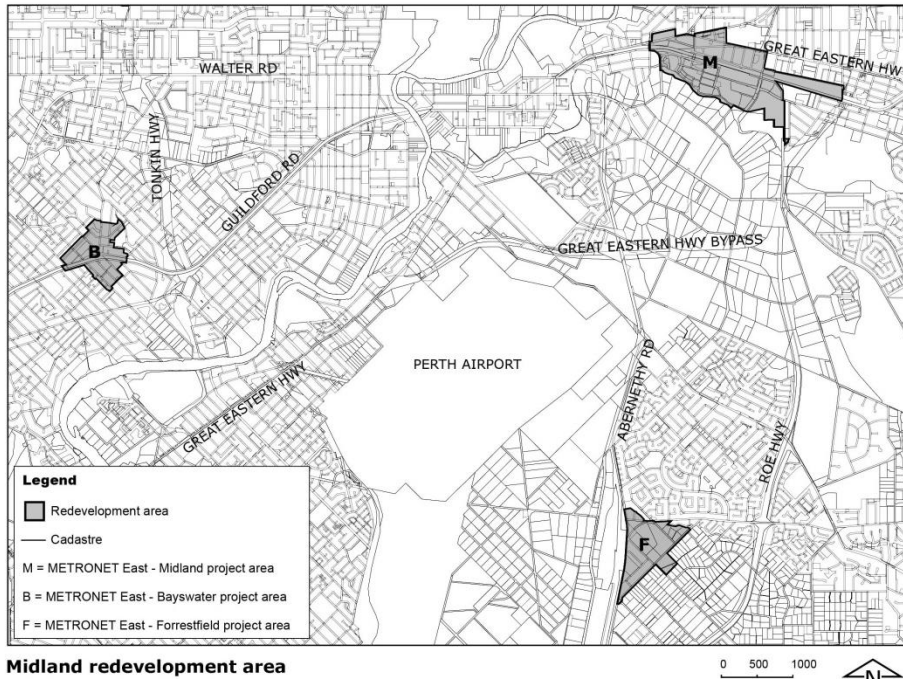 WALTER RD
M
GREAT EASTERN HW
TONKIN HWY
GUILDFORD RD
B
GREAT EASTERN HWY BYPASS
PERTH AIRPORT
ABERNETHY RD
GREAT EASTERN HWY
ROE HWY
F
Legend
Redevelopment area
Cadastre
M = METRONET East - Midland project area
B = METRONET East - Bayswater project area
F = METRONET East - Forrestfield project area
Midland redevelopment area
0 500 1000
N